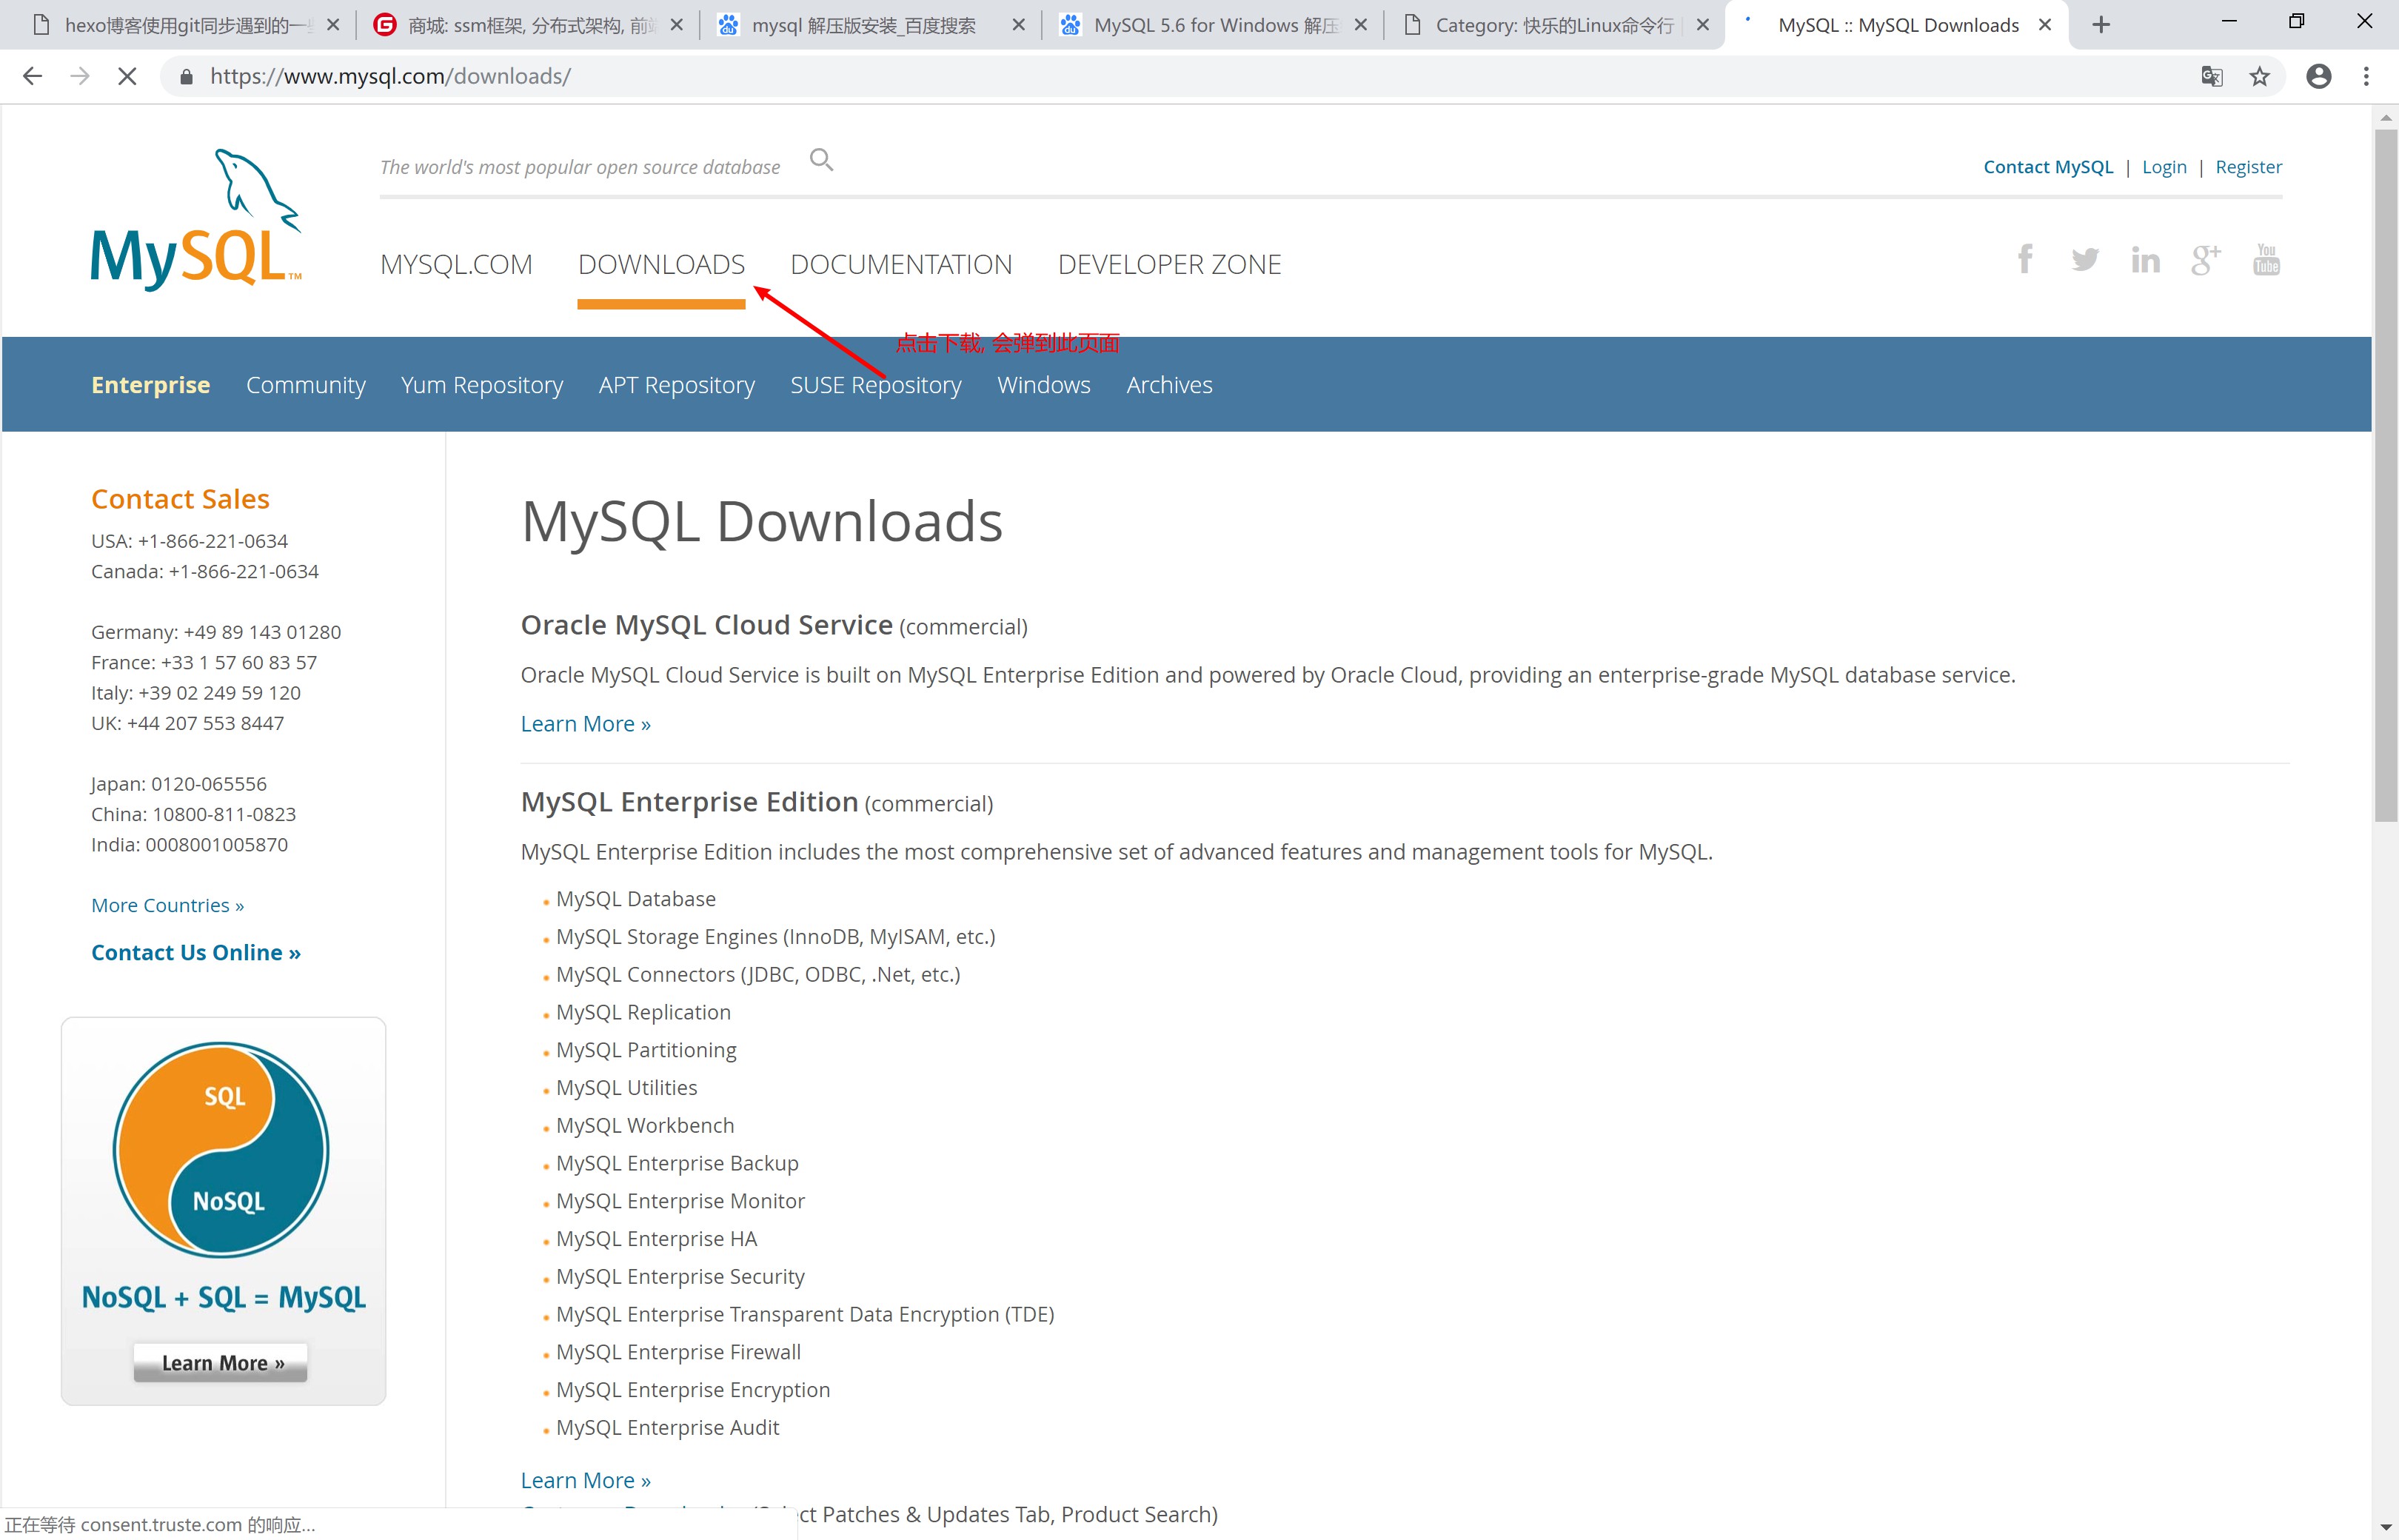 hexo博客使用git同步遇到的一些
商城: ssm框架, 分布式架构, 前端
mysql 解压版安装_百度搜索
MySQL 5.6 for Windows 解压
Category: 快乐的Linux命令行
MySQL :: MySQL Downloads
https://www.mysql.com/downloads/
MySQL™
The world's most popular open source database
Contact MySQL | Login | Register
MYSQL.COM
DOWNLOADS
DOCUMENTATION
DEVELOPER ZONE
You Tube
点击下载, 会弹到此页面
Enterprise
Community
Yum Repository
APT Repository
SUSE Repository
Windows
Archives
Contact Sales
USA: +1-866-221-0634
Canada: +1-866-221-0634
Germany: +49 89 143 01280
France: +33 1 57 60 83 57
Italy: +39 02 249 59 120
UK: +44 207 553 8447
Japan: 0120-065556
China: 10800-811-0823
India: 0008001005870
More Countries »
Contact Us Online »
SQL
NoSQL
NoSQL + SQL = MySQL
Learn More »
MySQL Downloads
Oracle MySQL Cloud Service (commercial)
Oracle MySQL Cloud Service is built on MySQL Enterprise Edition and powered by Oracle Cloud, providing an enterprise-grade MySQL database service.
Learn More »
MySQL Enterprise Edition (commercial)
MySQL Enterprise Edition includes the most comprehensive set of advanced features and management tools for MySQL.
MySQL Database
MySQL Storage Engines (InnoDB, MyISAM, etc.)
MySQL Connectors (JDBC, ODBC, .Net, etc.)
MySQL Replication
MySQL Partitioning
MySQL Utilities
MySQL Workbench
MySQL Enterprise Backup
MySQL Enterprise Monitor
MySQL Enterprise HA
MySQL Enterprise Security
MySQL Enterprise Transparent Data Encryption (TDE)
MySQL Enterprise Firewall
MySQL Enterprise Encryption
MySQL Enterprise Audit
Learn More »
ct Patches & Updates Tab, Product Search)
正在等待 consent.truste.com 的响应...